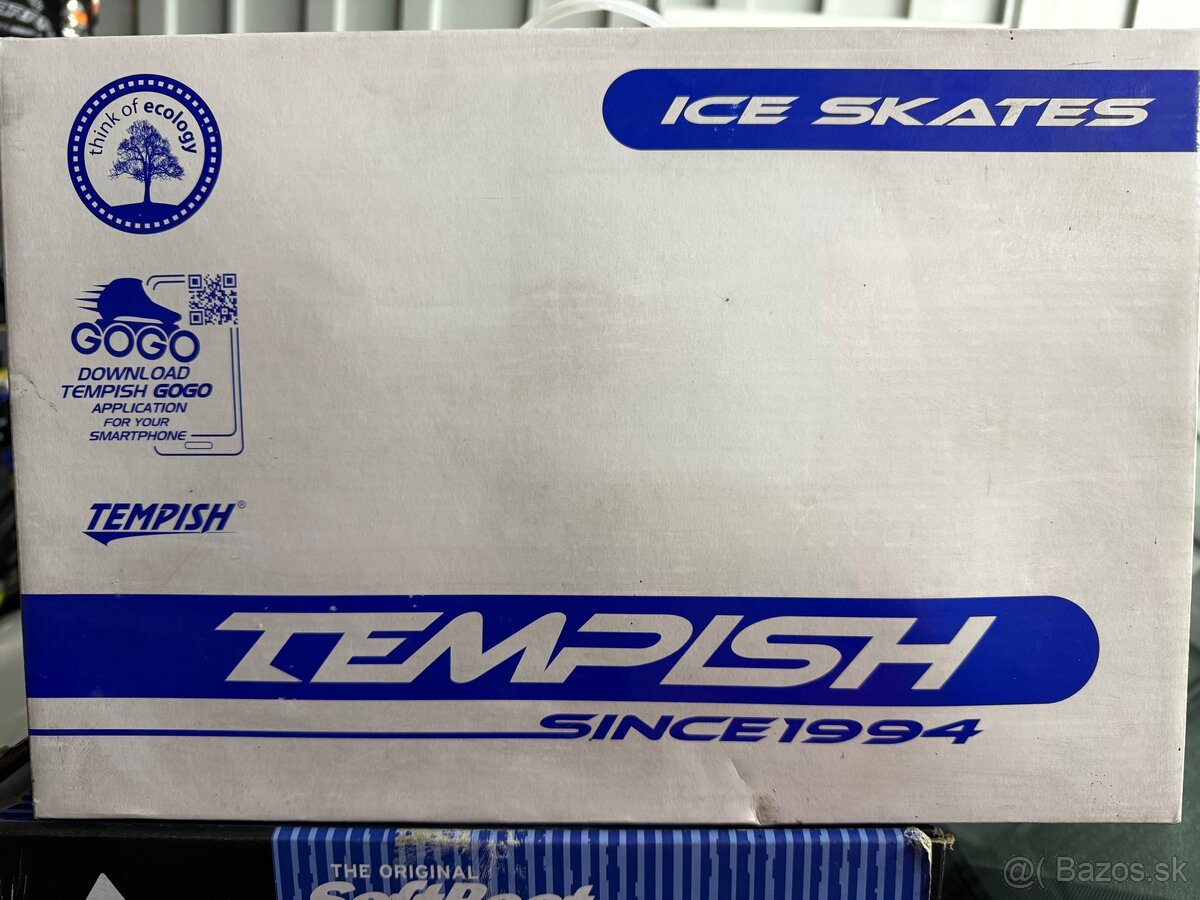 ICE SKATES
think of ecology
GOGO
DOWNLOAD
TEMPISH GOGO
APPLICATION
FOR YOUR
SMARTPHONE
TEMPISH®
TEMPISH
SINCE1994
THE ORIGINAL
SoftBoot
@( Bazos.sk